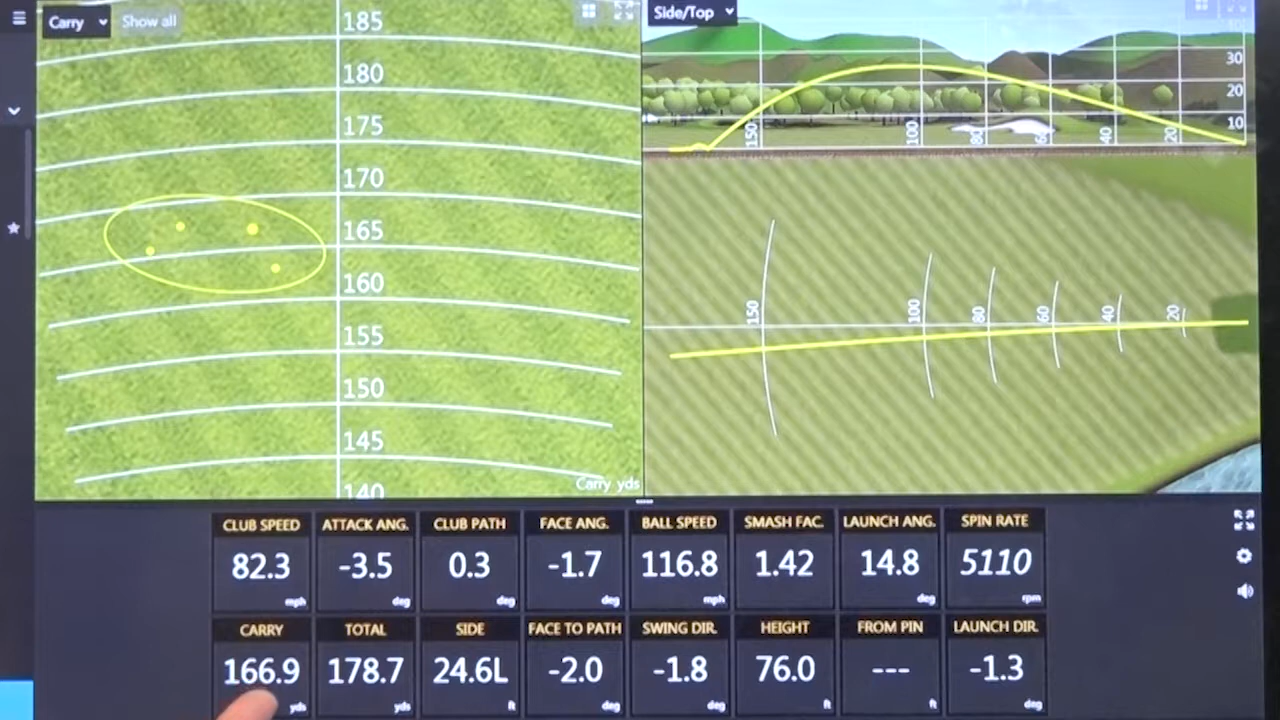 Carry
Show all
185
180
175
170
165
160
155
150
145
140
Carry yds
Side/Top
30
20
10
150
100
80
60
40
20
150
100
80
60
40
20
CLUB SPEED ATTACK ANG. CLUB PATH FACE ANG. BALL SPEED SMASH FAC. LAUNCH ANG. SPIN RATE
82.3 -3.5 0.3 -1.7 116.8 1.42 14.8 5110
mph deg deg deg mph deg rpm
CARRY TOTAL SIDE FACE TO PATH SWING DIR. HEIGHT FROM PIN LAUNCH DIR.
166.9 178.7 24.6L -2.0 -1.8 76.0 --- -1.3
yds yds ft deg deg ft ft deg